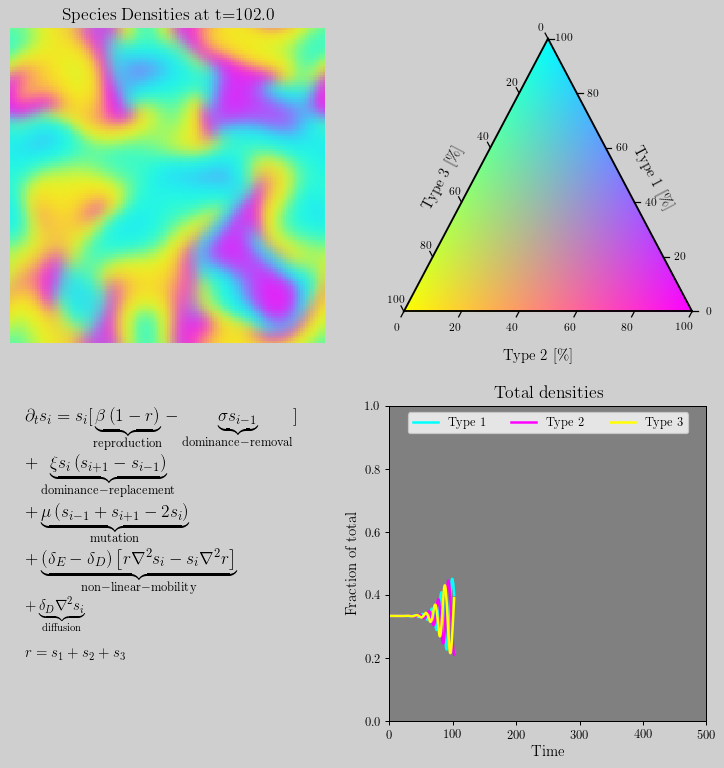 Species Densities at t=102.0
0
100
20
80
40
60
Type 3 [%]
Type 1 [%]
60
40
80
20
100
0
0 20 40 60 80 100
Type 2 [%]
∂ₜsᵢ = sᵢ[ β (1 − r) − σsᵢ₋₁ ]
reproduction dominance−removal
+ ξsᵢ (sᵢ₊₁ − sᵢ₋₁)
dominance−replacement
+ μ (sᵢ₋₁ + sᵢ₊₁ − 2sᵢ)
mutation
+ (δ_E − δ_D) [r∇²sᵢ − sᵢ∇²r]
non−linear−mobility
+ δ_D∇²sᵢ
diffusion
r = s₁ + s₂ + s₃
Total densities
Type 1 Type 2 Type 3
1.0
0.8
0.6
0.4
0.2
0.0
Fraction of total
0 100 200 300 400 500
Time